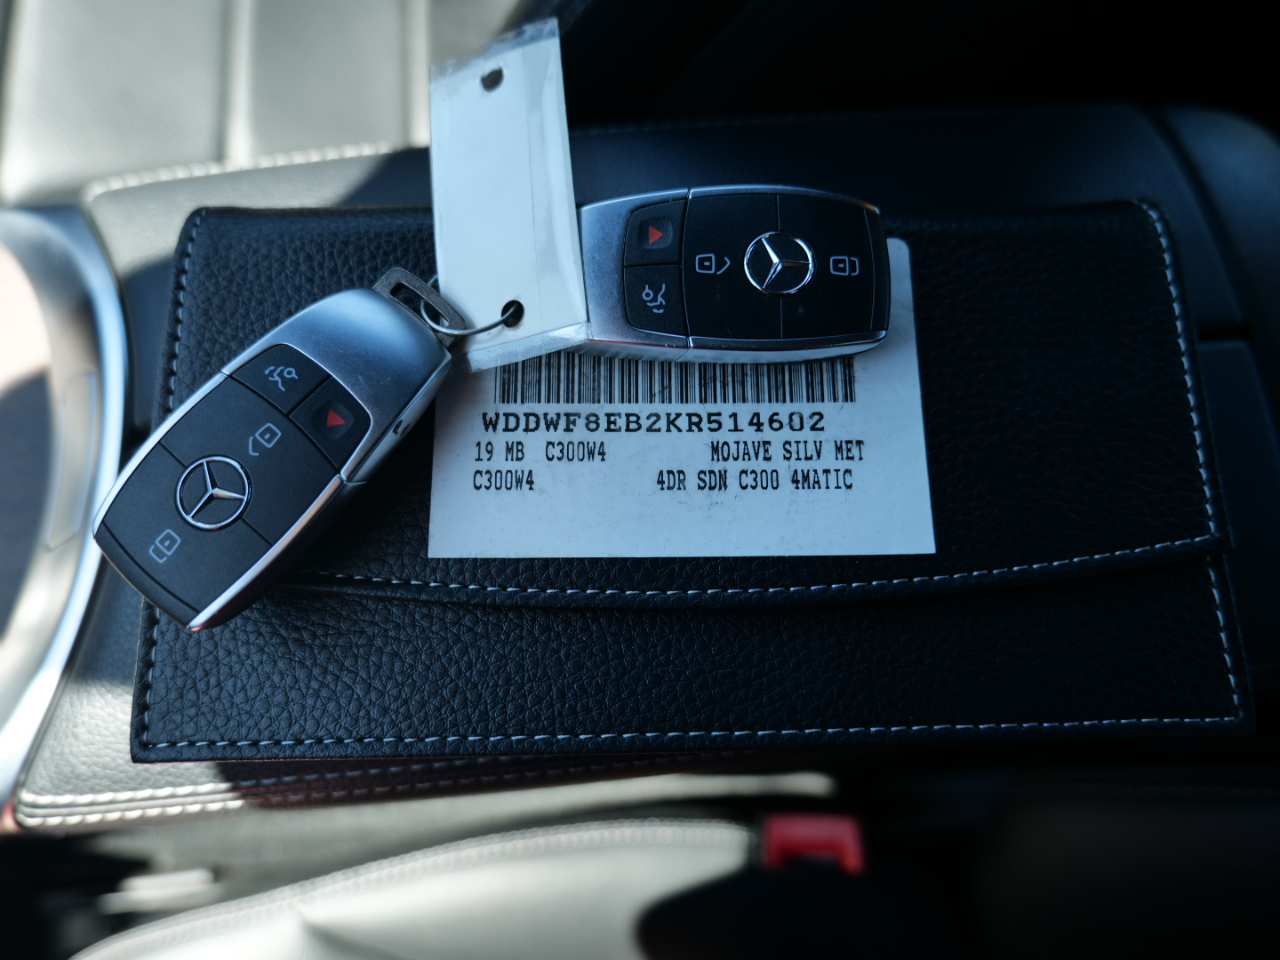 WDDWF8EB2KR514602
19 MB C300W4 MOJAVE SILV MET
C300W4 4DR SDN C300 4MATIC